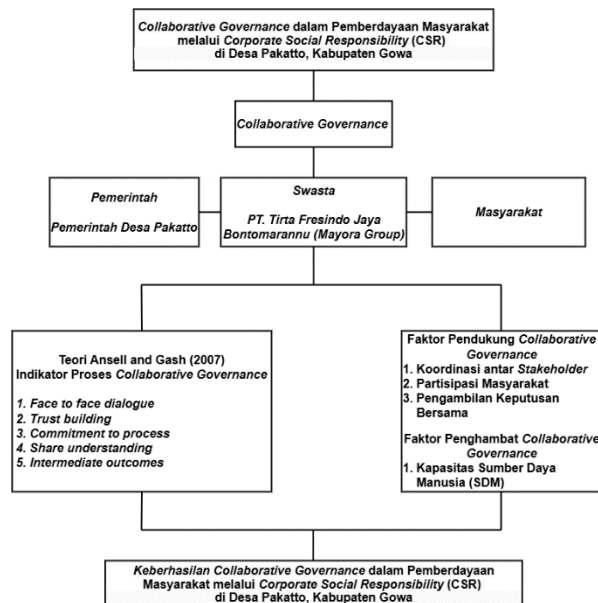 Collaborative Governance dalam Pemberdayaan Masyarakat
melalui Corporate Social Responsibility (CSR)
di Desa Pakatto, Kabupaten Gowa
Collaborative Governance
Pemerintah
Pemerintah Desa Pakatto
Swasta
PT. Tirta Fresindo Jaya
Bontomarannu (Mayora Group)
Masyarakat
Teori Ansell and Gash (2007)
Indikator Proses Collaborative Governance
1. Face to face dialogue
2. Trust building
3. Commitment to process
4. Share understanding
5. Intermediate outcomes
Faktor Pendukung Collaborative
Governance
1. Koordinasi antar Stakeholder
2. Partisipasi Masyarakat
3. Pengambilan Keputusan
Bersama
Faktor Penghambat Collaborative
Governance
1. Kapasitas Sumber Daya
Manusia (SDM)
Keberhasilan Collaborative Governance dalam Pemberdayaan
Masyarakat melalui Corporate Social Responsibility (CSR)
di Desa Pakatto, Kabupaten Gowa